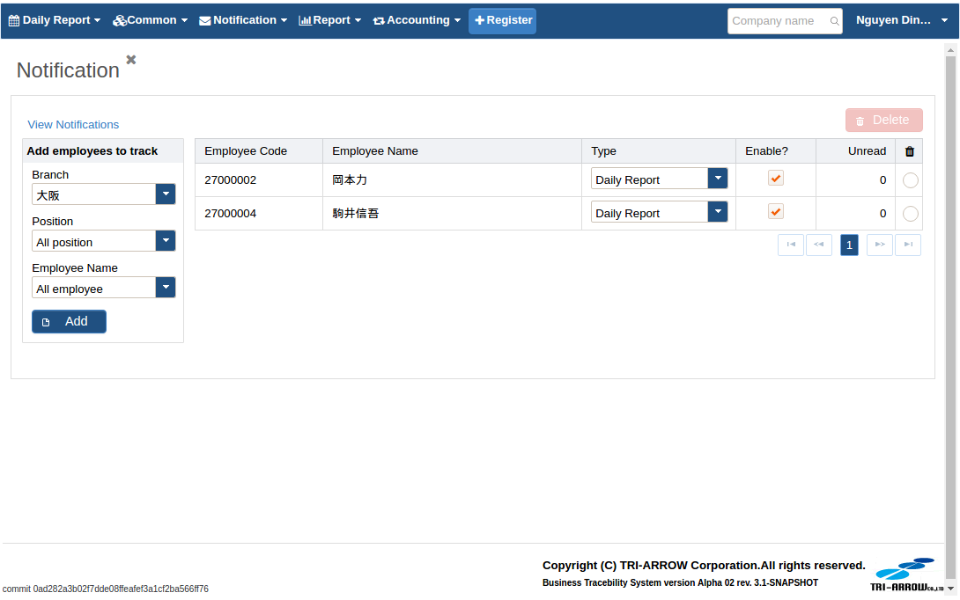 Daily Report Common Notification Report Accounting Register Company name Nguyen Din...
Notification
View Notifications
Delete
Add employees to track
Branch
大阪
Position
All position
Employee Name
All employee
Add
Employee Code Employee Name Type Enable? Unread
27000002 岡本力 Daily Report 0
27000004 駒井信吾 Daily Report 0
1
Copyright (C) TRI-ARROW Corporation.All rights reserved.
Business Tracebility System version Alpha 02 rev. 3.1-SNAPSHOT
TRI-ARROW CO.,LTD
commit 0ad282a3b02f7dde08ffeafef3a1cf2ba566ff76